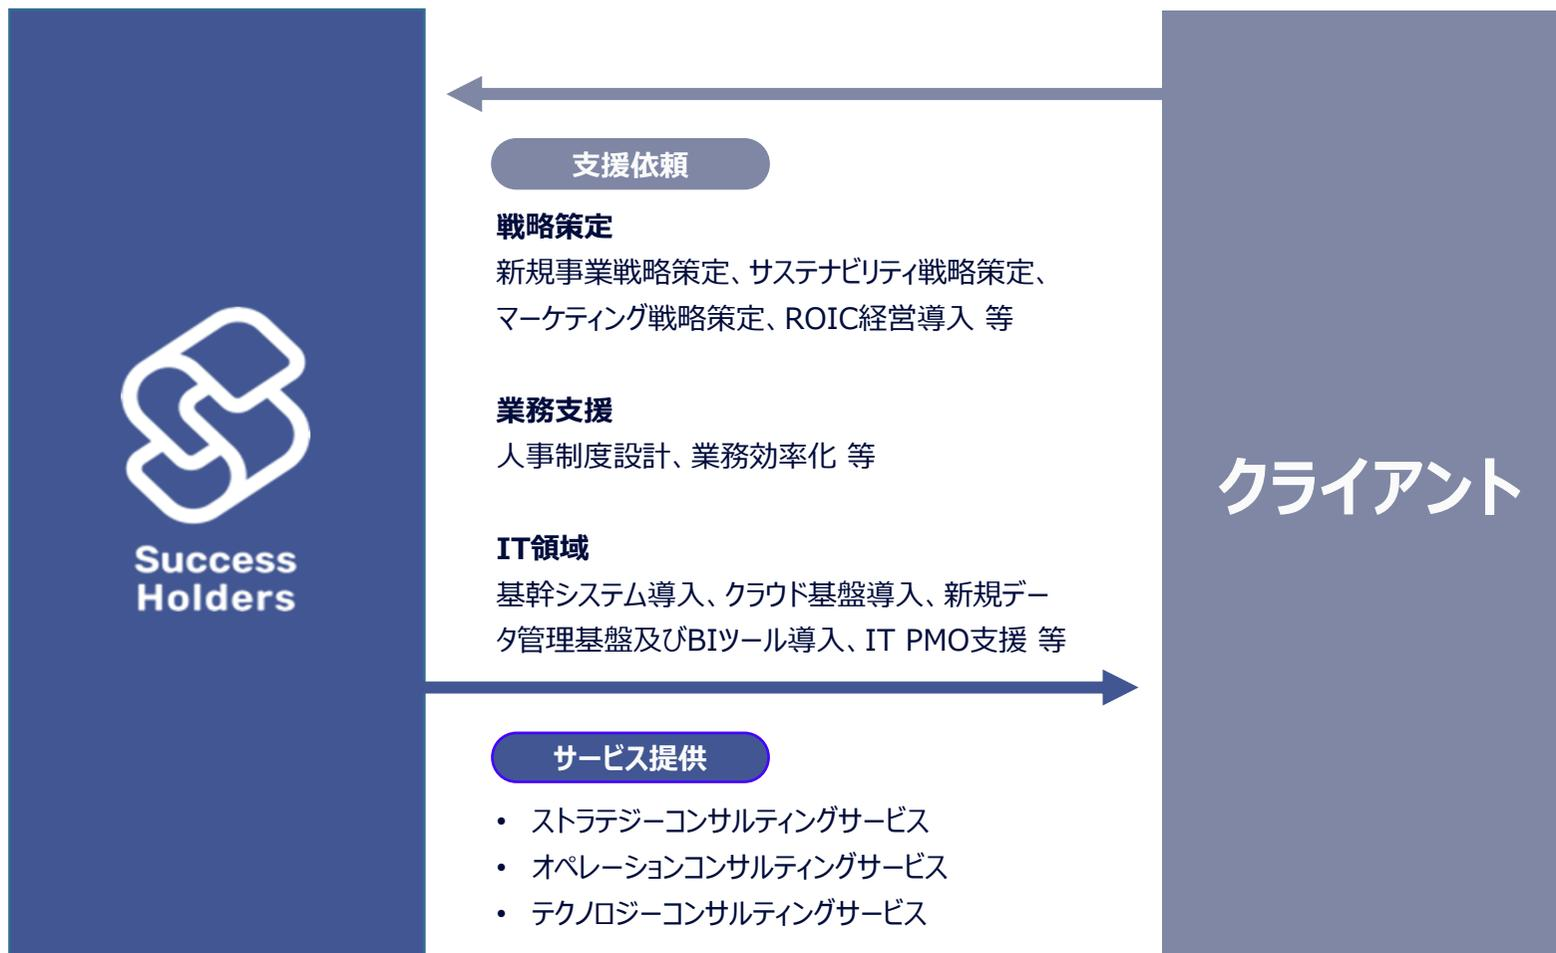 支援依頼
戦略策定
新規事業戦略策定、サステナビリティ戦略策定、
マーケティング戦略策定、ROIC経営導入 等
業務支援
人事制度設計、業務効率化 等
IT領域
基幹システム導入、クラウド基盤導入、新規デー
タ管理基盤及びBIツール導入、IT PMO支援 等
サービス提供
• ストラテジーコンサルティングサービス
• オペレーションコンサルティングサービス
• テクノロジーコンサルティングサービス
Success
Holders
クライアント